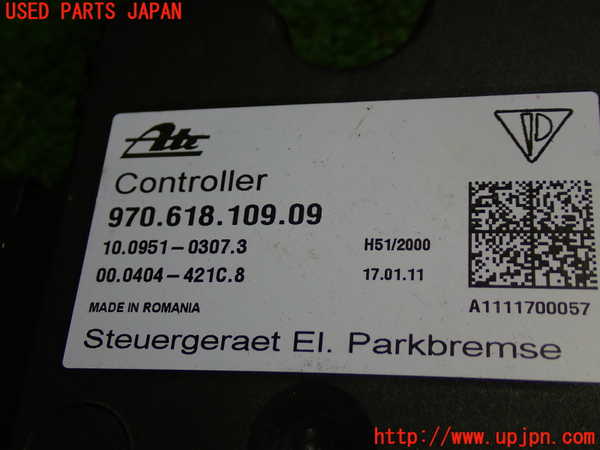 USED PARTS JAPAN
Ate
Controller
970.618.109.09
10.0951-0307.3 H51/2000
00.0404-421C.8 17.01.11
MADE IN ROMANIA A1111700057
Steuergeraet El. Parkbremse
http://www.upjpn.com/